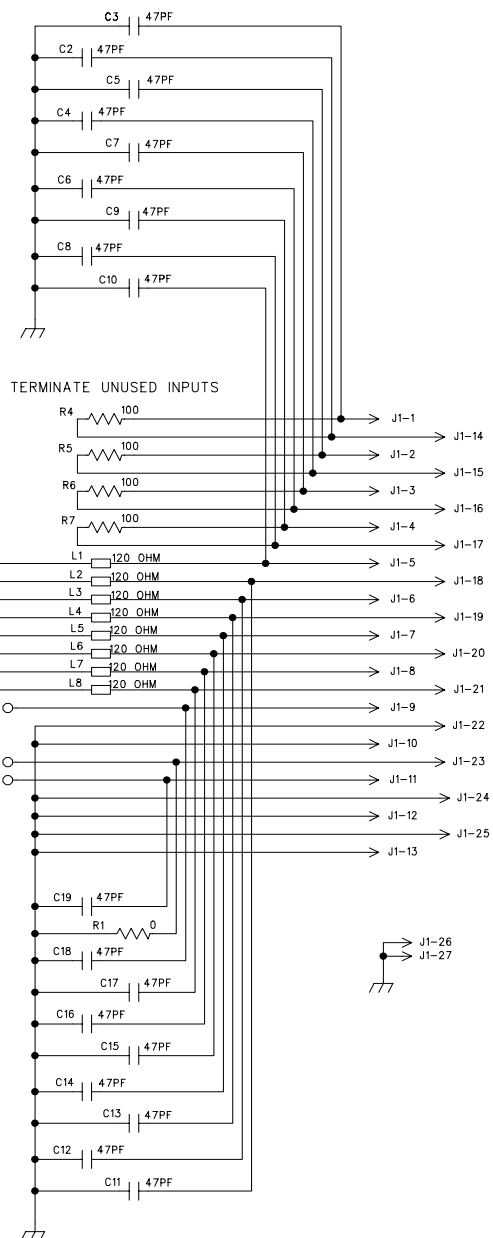 C3 47PF
C2 47PF
C5 47PF
C4 47PF
C7 47PF
C6 47PF
C9 47PF
C8 47PF
C10 47PF
TERMINATE UNUSED INPUTS
R4 100
J1-1
J1-14
R5 100
J1-2
J1-15
R6 100
J1-3
J1-16
R7 100
J1-4
J1-17
L1 120 OHM
J1-5
L2 120 OHM
J1-18
L3 120 OHM
J1-6
L4 120 OHM
J1-19
L5 120 OHM
J1-7
L6 120 OHM
J1-20
L7 120 OHM
J1-8
L8 120 OHM
J1-21
J1-9
J1-22
J1-10
J1-23
J1-11
J1-24
J1-12
J1-25
J1-13
C19 47PF
R1 0
C18 47PF
J1-26
J1-27
C17 47PF
C16 47PF
C15 47PF
C14 47PF
C13 47PF
C12 47PF
C11 47PF